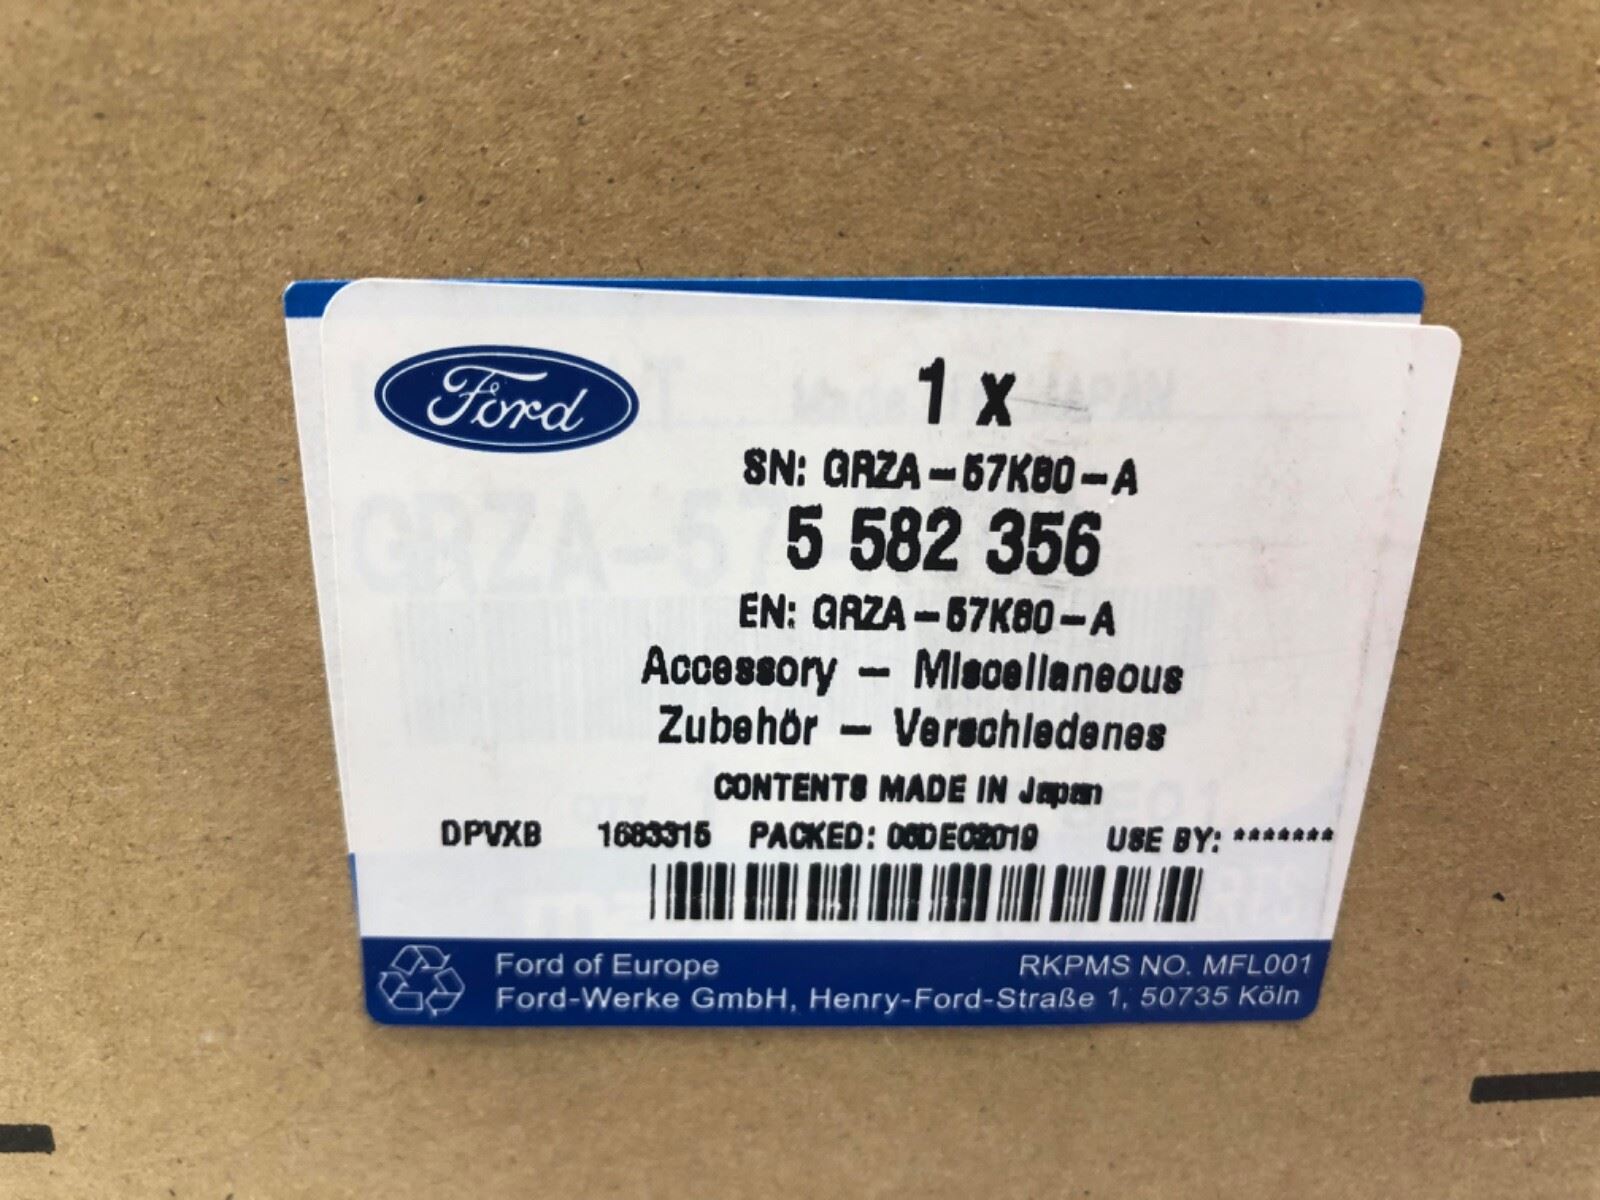 Ford
1 x
SN: GRZA-57K60-A
5 582 356
EN: GRZA-57K60-A
Accessory - Miscellaneous
Zubehör - Verschiedenes
CONTENTS MADE IN Japan
DPVXB 1683315 PACKED: 06DEC2019 USE BY: *******
Ford of Europe RKPMS NO. MFL001
Ford-Werke GmbH, Henry-Ford-Straße 1, 50735 Köln